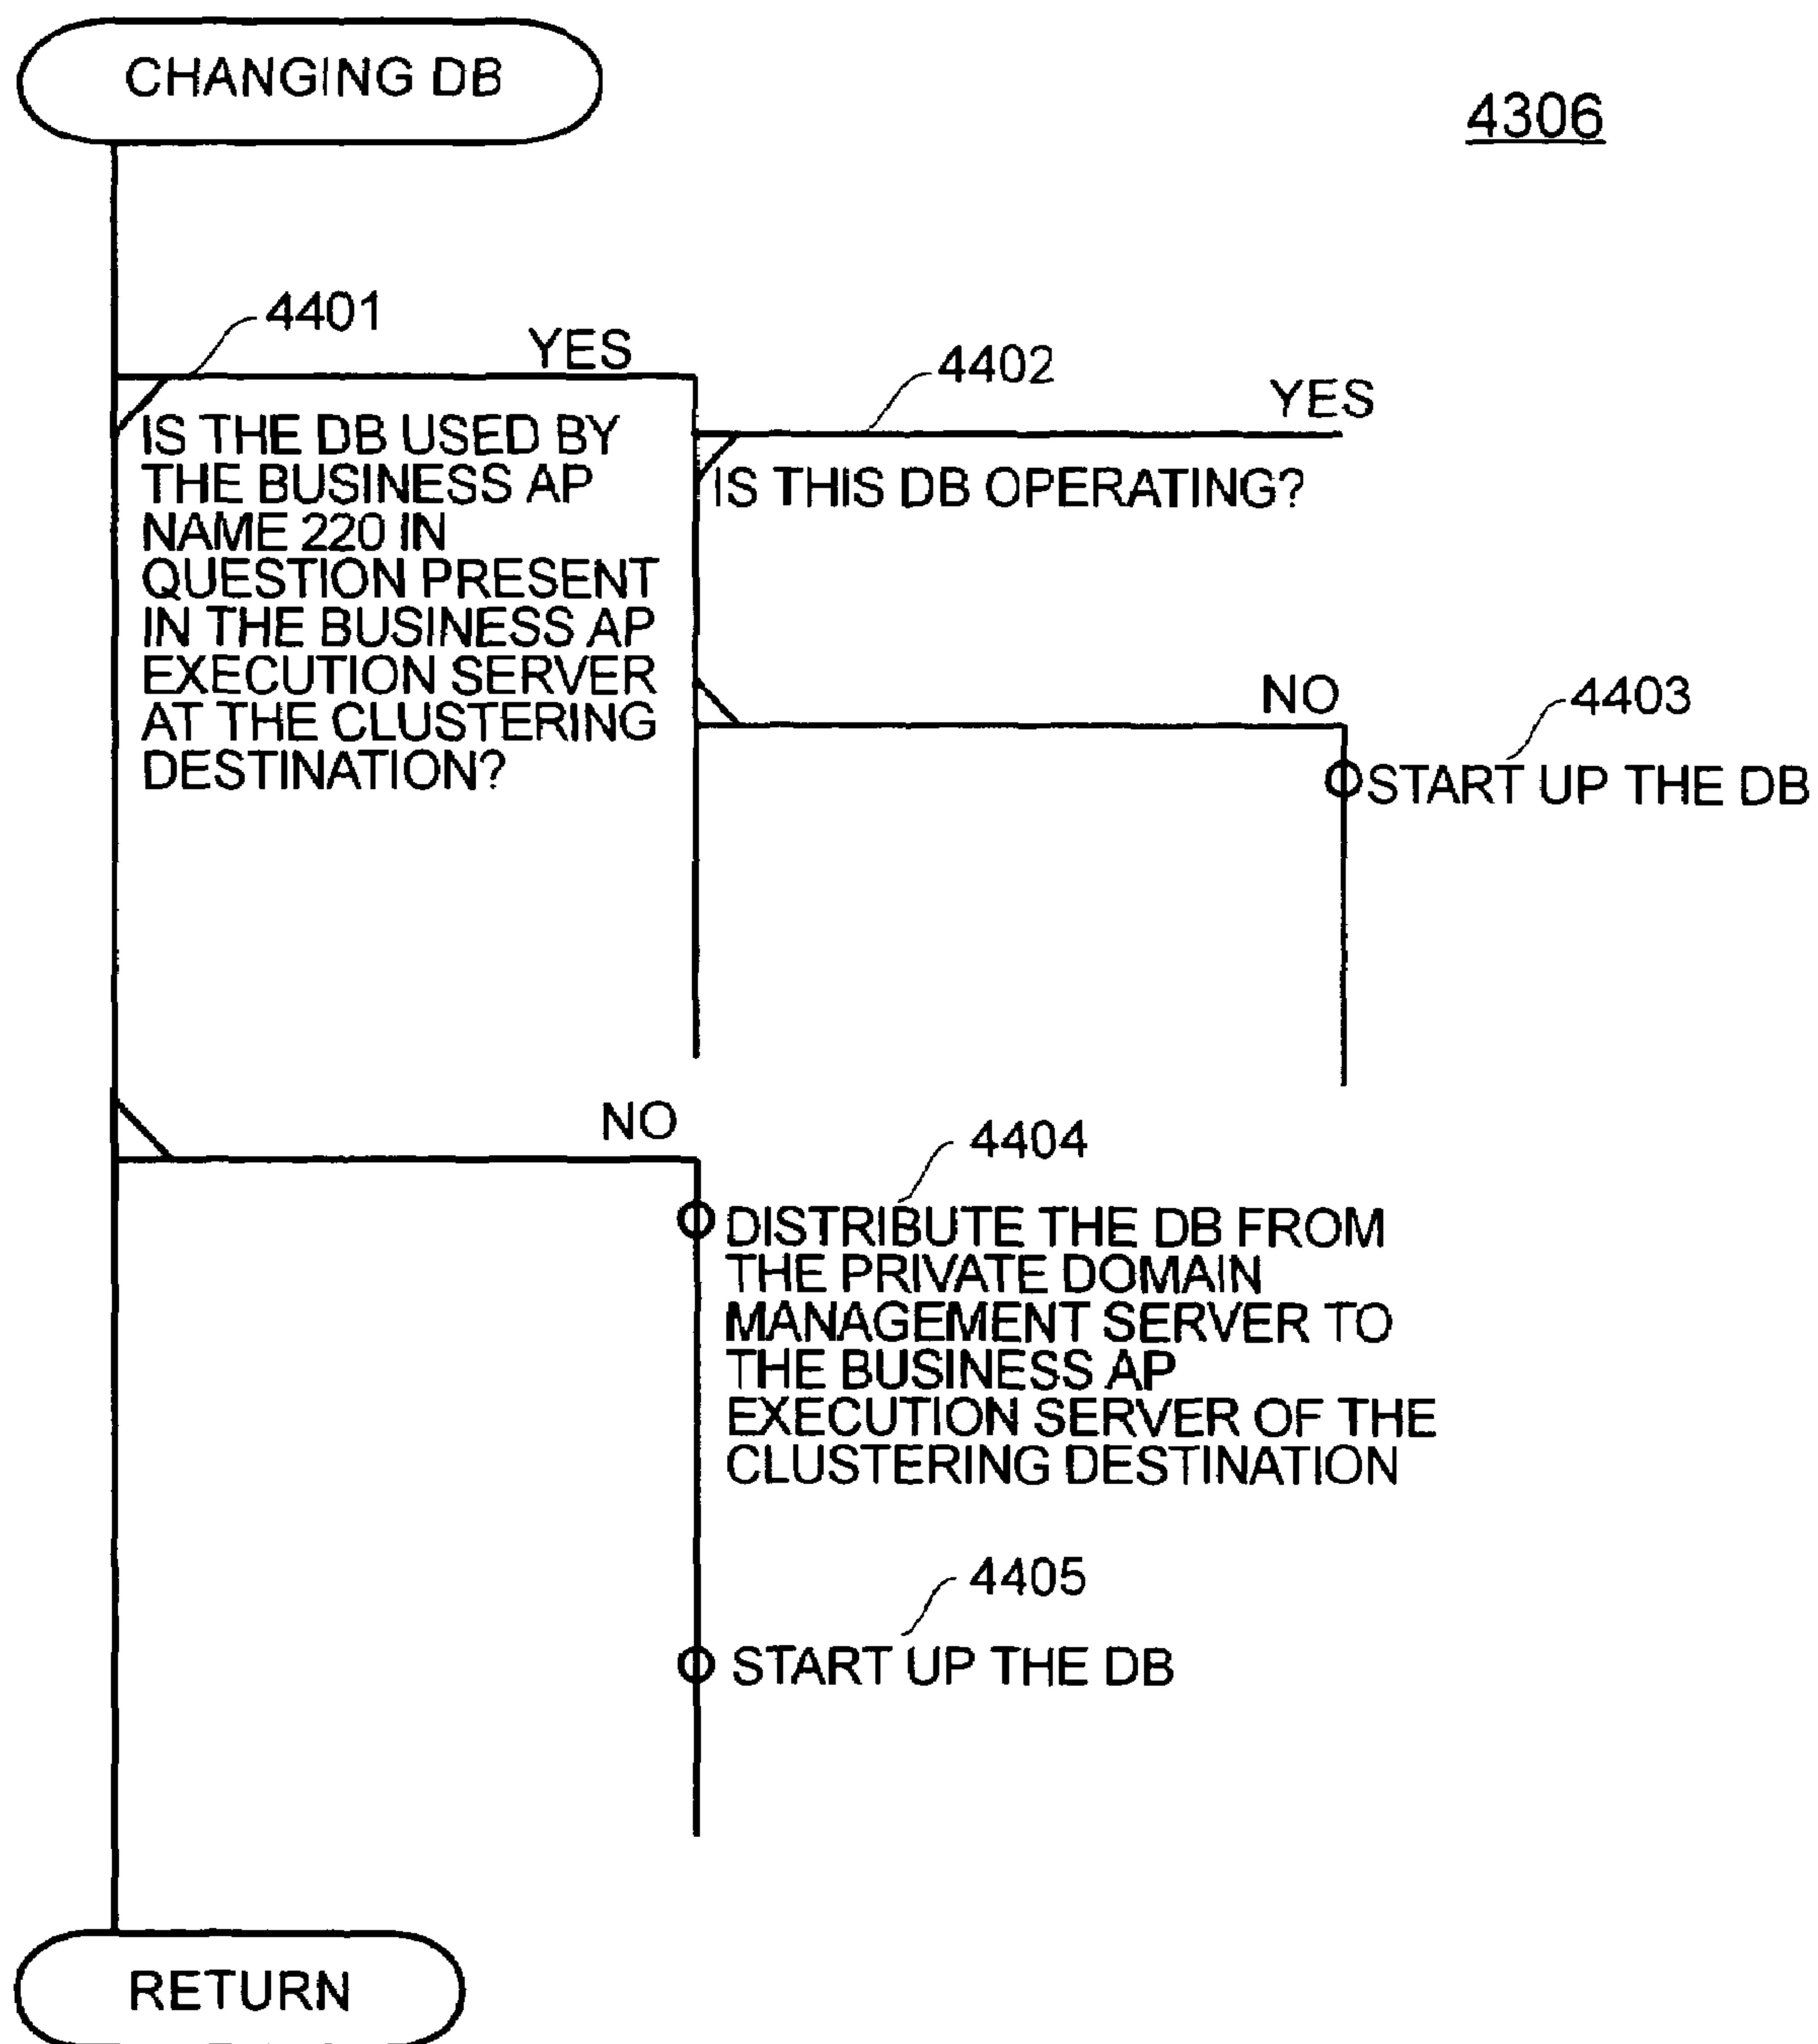 CHANGING DB
4306
4401
YES
IS THE DB USED BY
THE BUSINESS AP
NAME 220 IN
QUESTION PRESENT
IN THE BUSINESS AP
EXECUTION SERVER
AT THE CLUSTERING
DESTINATION?
4402
YES
IS THIS DB OPERATING?
NO
4403
START UP THE DB
NO
4404
DISTRIBUTE THE DB FROM
THE PRIVATE DOMAIN
MANAGEMENT SERVER TO
THE BUSINESS AP
EXECUTION SERVER OF THE
CLUSTERING DESTINATION
4405
START UP THE DB
RETURN